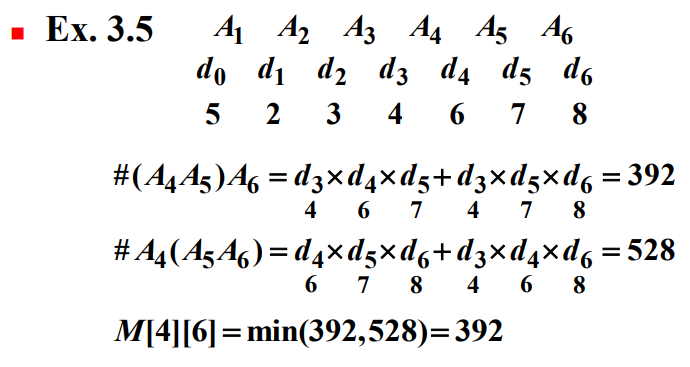 ▪ Ex. 3.5 A₁ A₂ A₃ A₄ A₅ A₆
d₀ d₁ d₂ d₃ d₄ d₅ d₆
5 2 3 4 6 7 8
#(A₄A₅)A₆ = d₃×d₄×d₅+d₃×d₅×d₆ = 392
4 6 7 4 7 8
#A₄(A₅A₆) = d₄×d₅×d₆+d₃×d₄×d₆ = 528
6 7 8 4 6 8
M[4][6]=min(392,528)=392